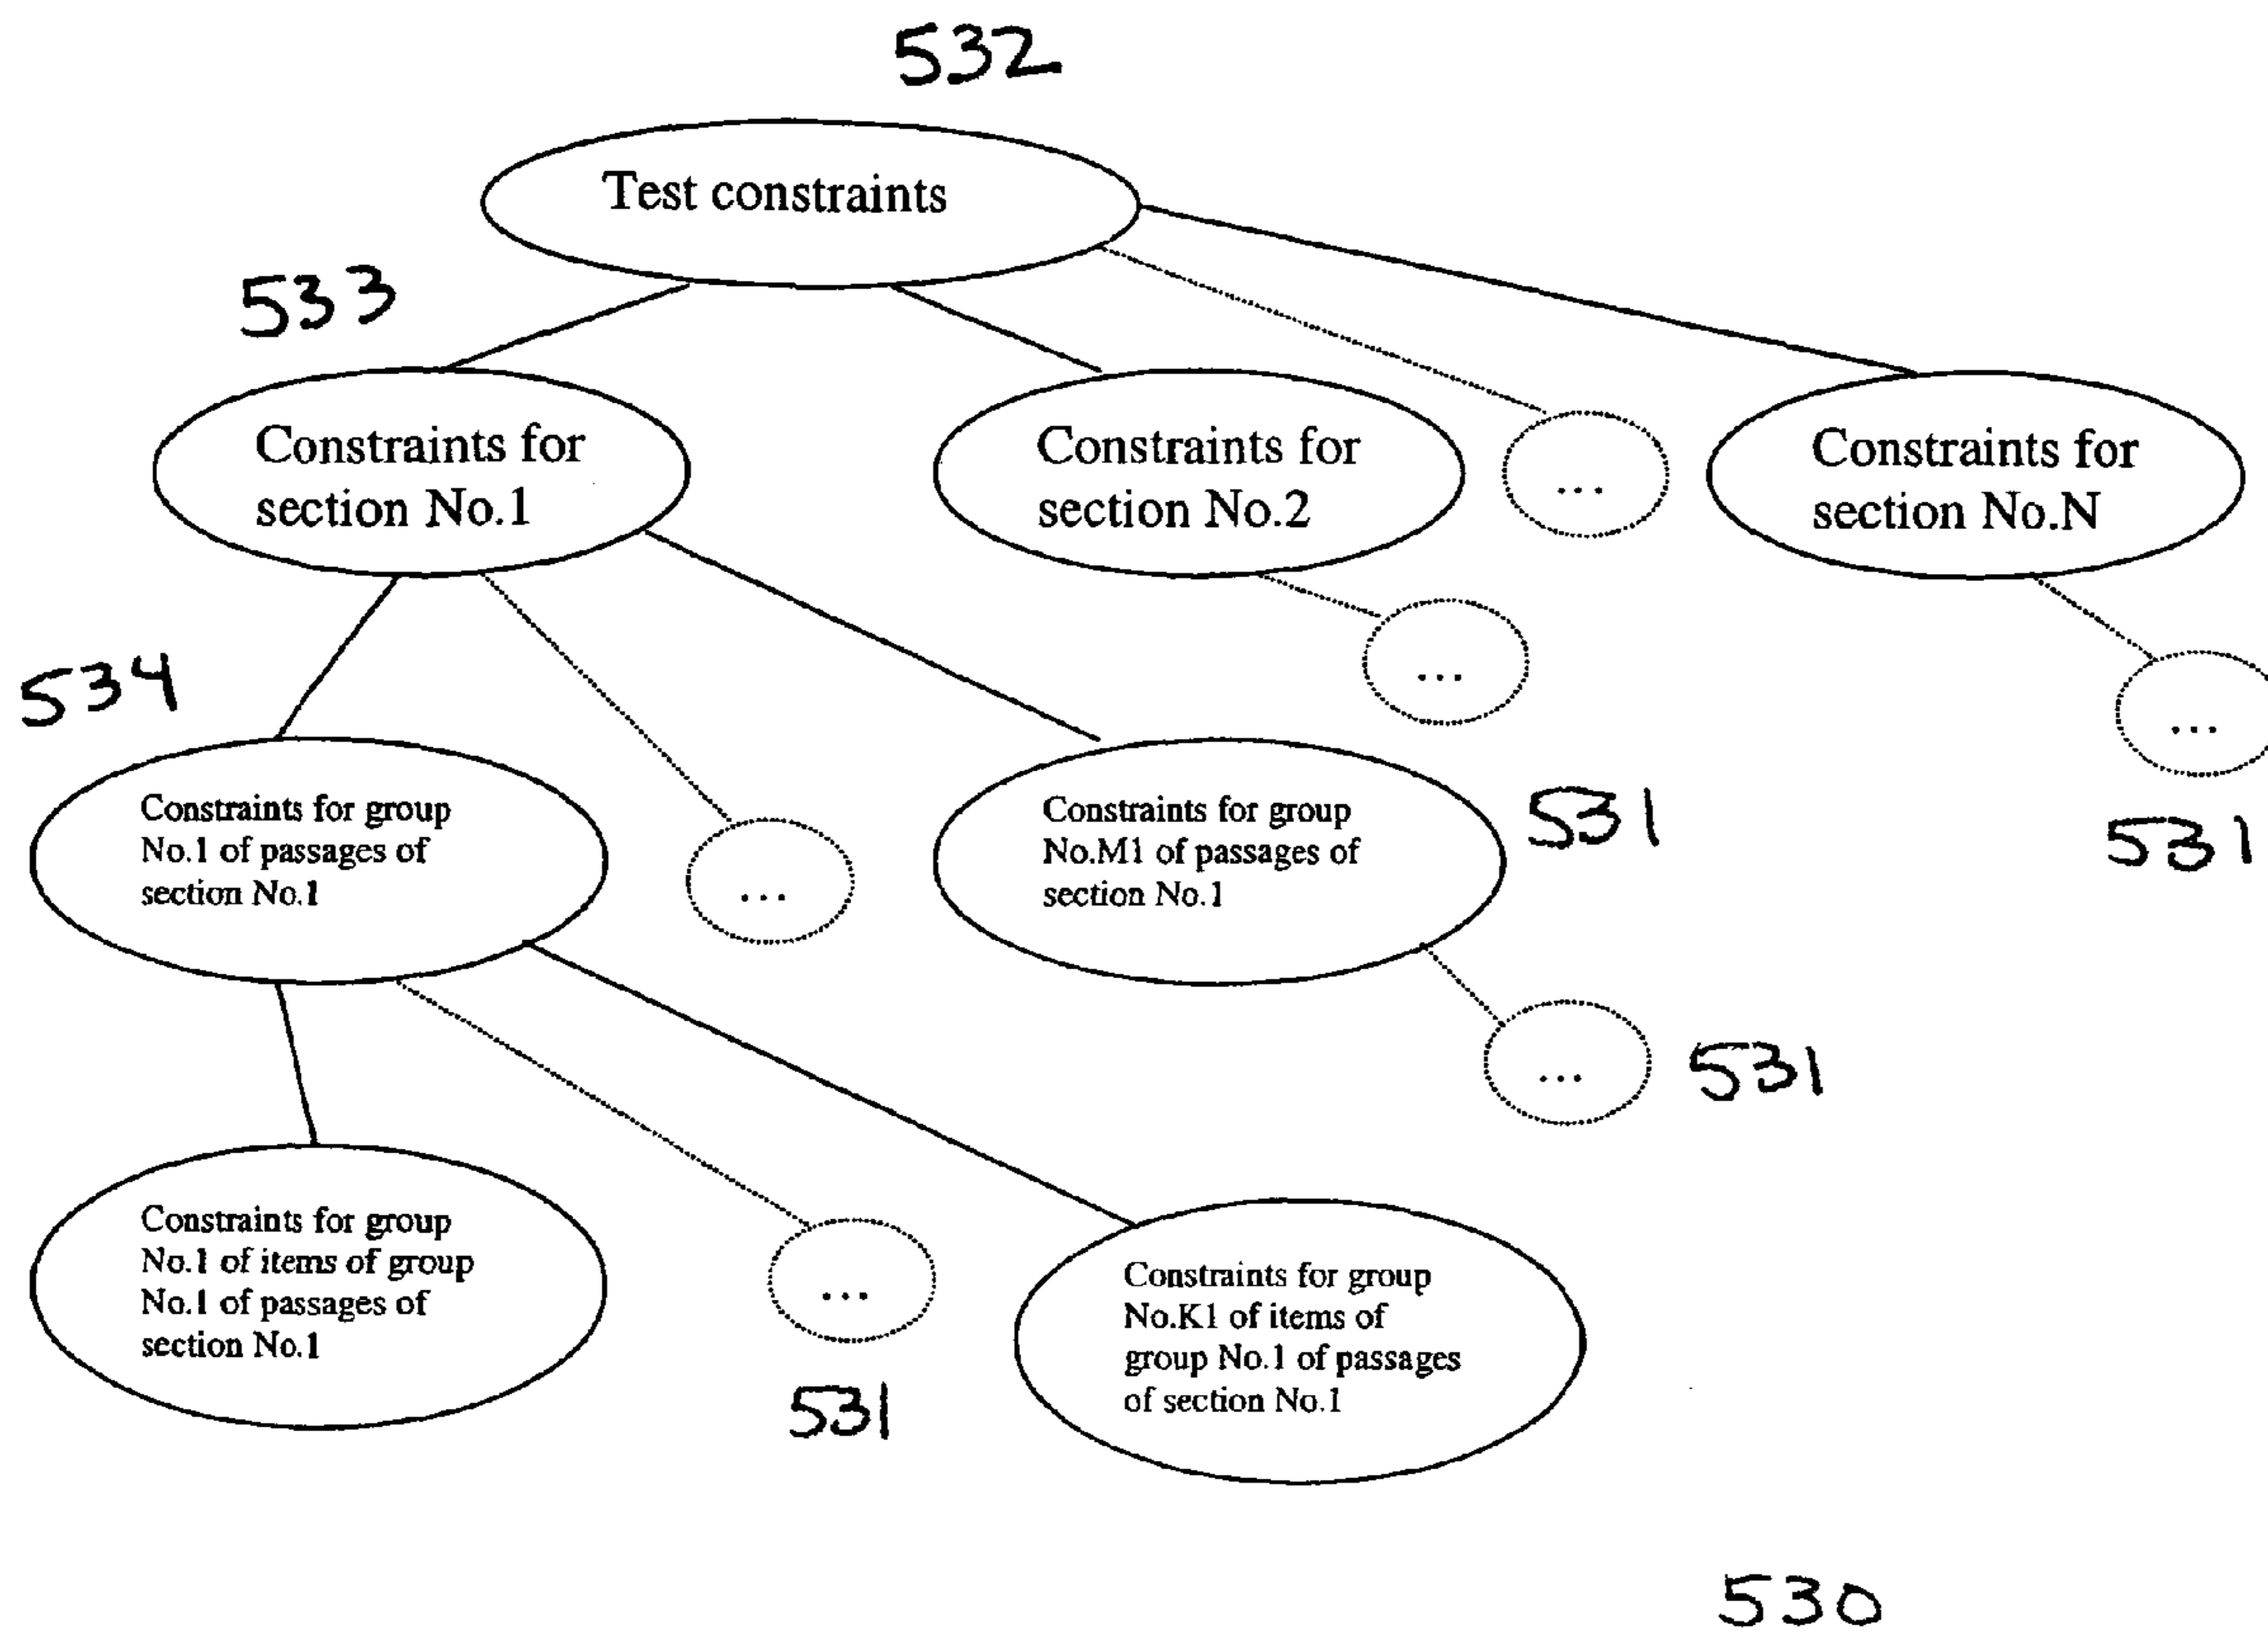 532
Test constraints
533
Constraints for
section No.1
Constraints for
section No.2
...
Constraints for
section No.N
...
...
534
Constraints for group
No.1 of passages of
section No.1
...
Constraints for group
No.M1 of passages of
section No.1
531
531
...
531
Constraints for group
No.1 of items of group
No.1 of passages of
section No.1
...
531
Constraints for group
No.K1 of items of
group No.1 of passages
of section No.1
530